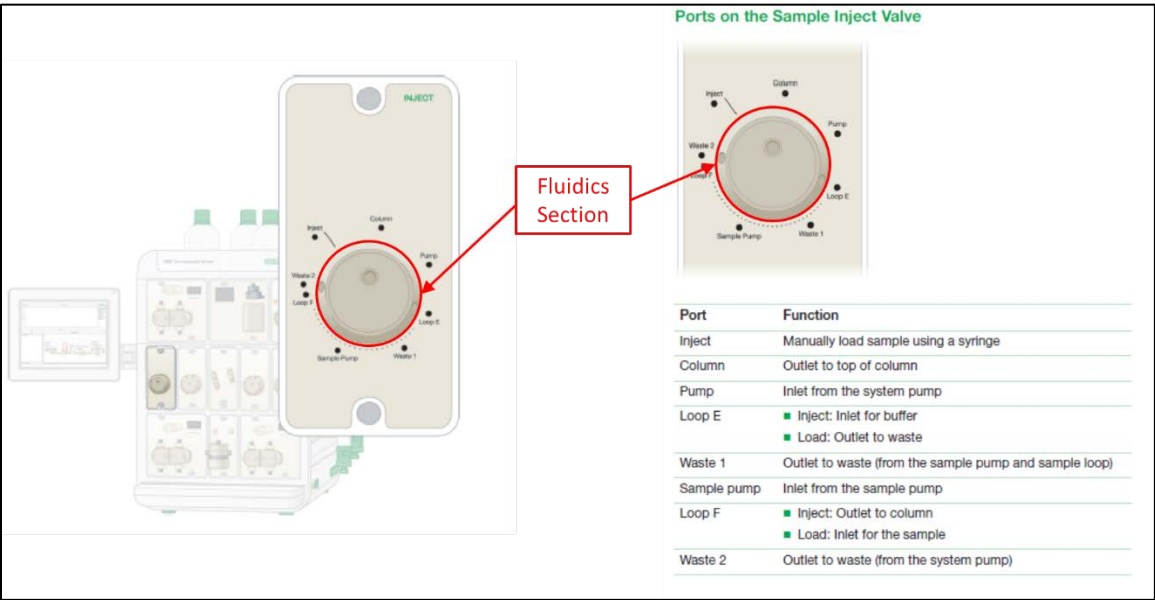 INJECT
Column
Inject
Pump
Waste 2
Loop F
Loop E
Sample Pump
Waste 1
Fluidics
Section
Ports on the Sample Inject Valve
Column
Inject
Pump
Waste 2
Loop F
Loop E
Sample Pump
Waste 1
Port Function
Inject Manually load sample using a syringe
Column Outlet to top of column
Pump Inlet from the system pump
Loop E ■ Inject: Inlet for buffer
■ Load: Outlet to waste
Waste 1 Outlet to waste (from the sample pump and sample loop)
Sample pump Inlet from the sample pump
Loop F ■ Inject: Outlet to column
■ Load: Inlet for the sample
Waste 2 Outlet to waste (from the system pump)